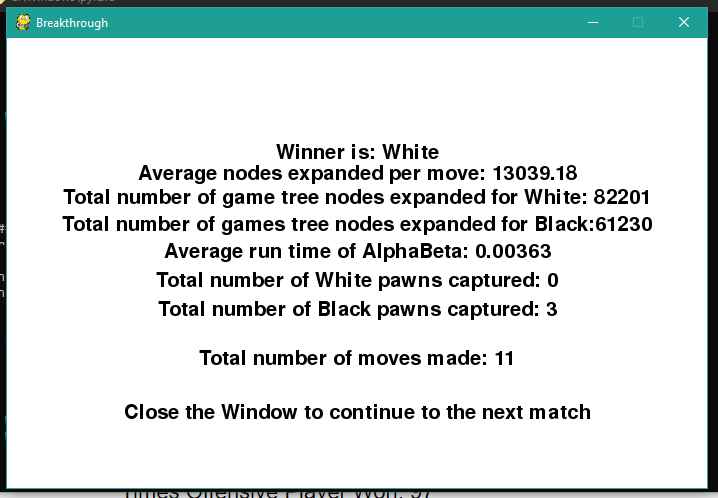 Breakthrough
Winner is: White
Average nodes expanded per move: 13039.18
Total number of game tree nodes expanded for White: 82201
Total number of games tree nodes expanded for Black:61230
Average run time of AlphaBeta: 0.00363
Total number of White pawns captured: 0
Total number of Black pawns captured: 3
Total number of moves made: 11
Close the Window to continue to the next match
Times Offensive Player Won: 97